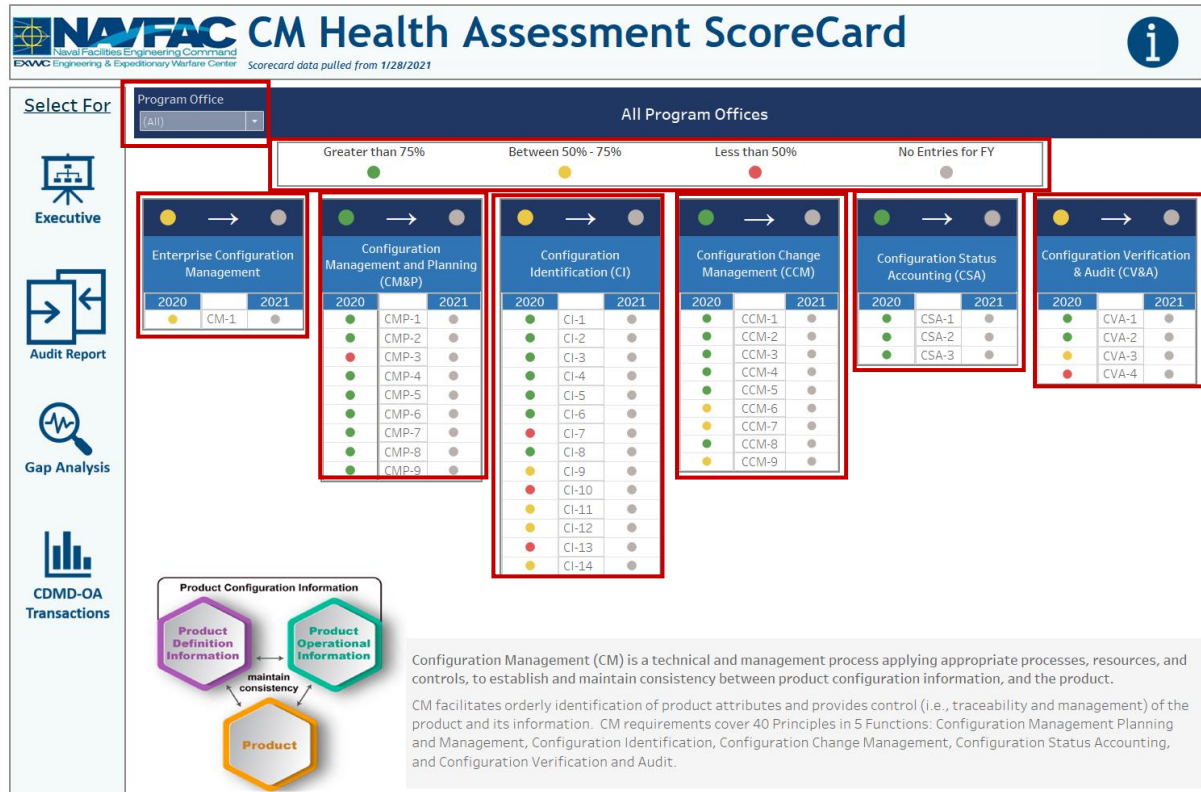 NAVFAC
Naval Facilities Engineering Command
EXWC Engineering & Expeditionary Warfare Center
CM Health Assessment ScoreCard
Scorecard data pulled from 1/28/2021
i
Select For
Executive
Audit Report
Gap Analysis
CDMD-OA
Transactions
Program Office
(All)
All Program Offices
Greater than 75%
Between 50% - 75%
Less than 50%
No Entries for FY
Enterprise Configuration
Management
2020 2021
CM-1
Configuration
Management and Planning
(CM&P)
2020 2021
CMP-1
CMP-2
CMP-3
CMP-4
CMP-5
CMP-6
CMP-7
CMP-8
CMP-9
Configuration
Identification (CI)
2020 2021
CI-1
CI-2
CI-3
CI-4
CI-5
CI-6
CI-7
CI-8
CI-9
CI-10
CI-11
CI-12
CI-13
CI-14
Configuration Change
Management (CCM)
2020 2021
CCM-1
CCM-2
CCM-3
CCM-4
CCM-5
CCM-6
CCM-7
CCM-8
CCM-9
Configuration Status
Accounting (CSA)
2020 2021
CSA-1
CSA-2
CSA-3
Configuration Verification
& Audit (CV&A)
2020 2021
CVA-1
CVA-2
CVA-3
CVA-4
Product Configuration Information
Product
Definition
Information
Product
Operational
Information
maintain
consistency
Product
Configuration Management (CM) is a technical and management process applying appropriate processes, resources, and
controls, to establish and maintain consistency between product configuration information, and the product.
CM facilitates orderly identification of product attributes and provides control (i.e., traceability and management) of the
product and its information. CM requirements cover 40 Principles in 5 Functions: Configuration Management Planning
and Management, Configuration Identification, Configuration Change Management, Configuration Status Accounting,
and Configuration Verification and Audit.